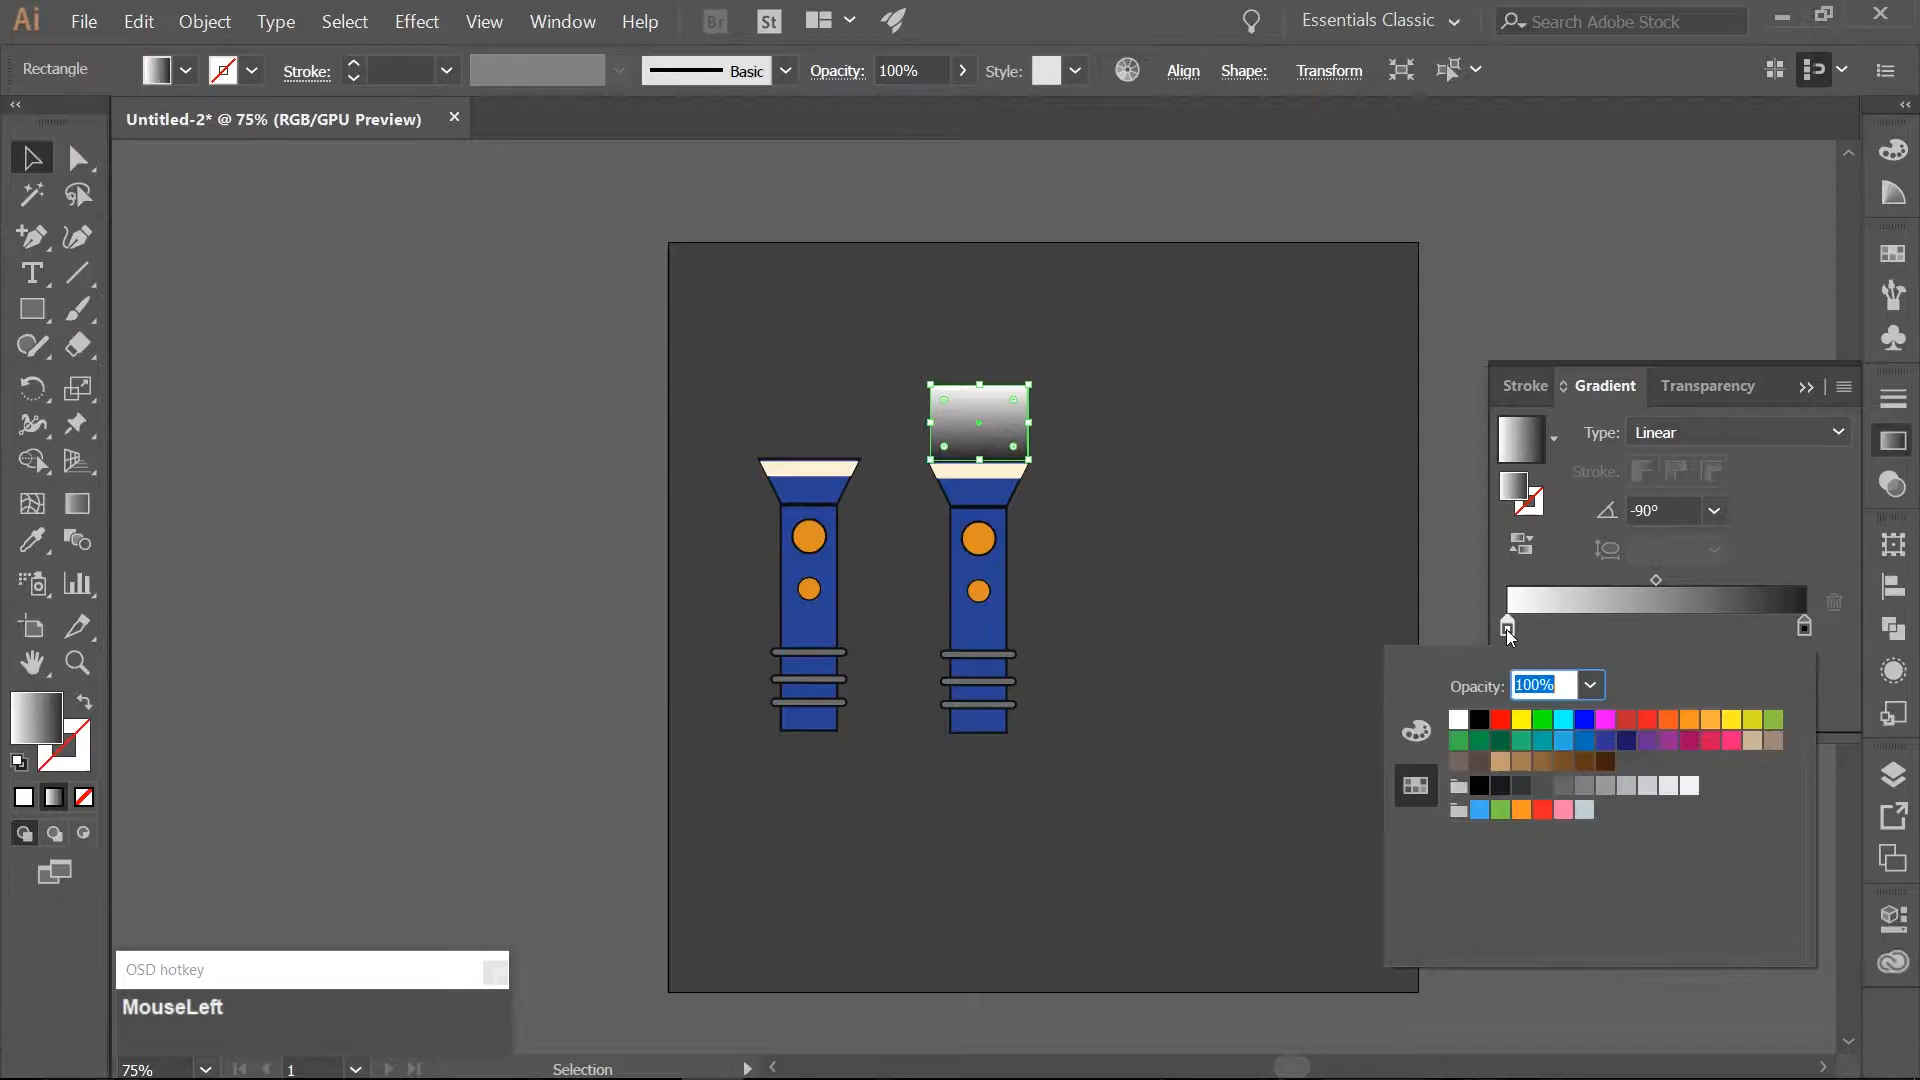 Ai File Edit Object Type Select Effect View Window Help Br St Essentials Classic Search Adobe Stock
Rectangle Stroke: Basic Opacity: 100% Style: Align Shape: Transform
Untitled-2* @ 75% (RGB/GPU Preview)
Stroke Gradient Transparency
Type: Linear
Stroke:
-90°
Opacity: 100%
OSD hotkey
MouseLeft
75% 1 Selection